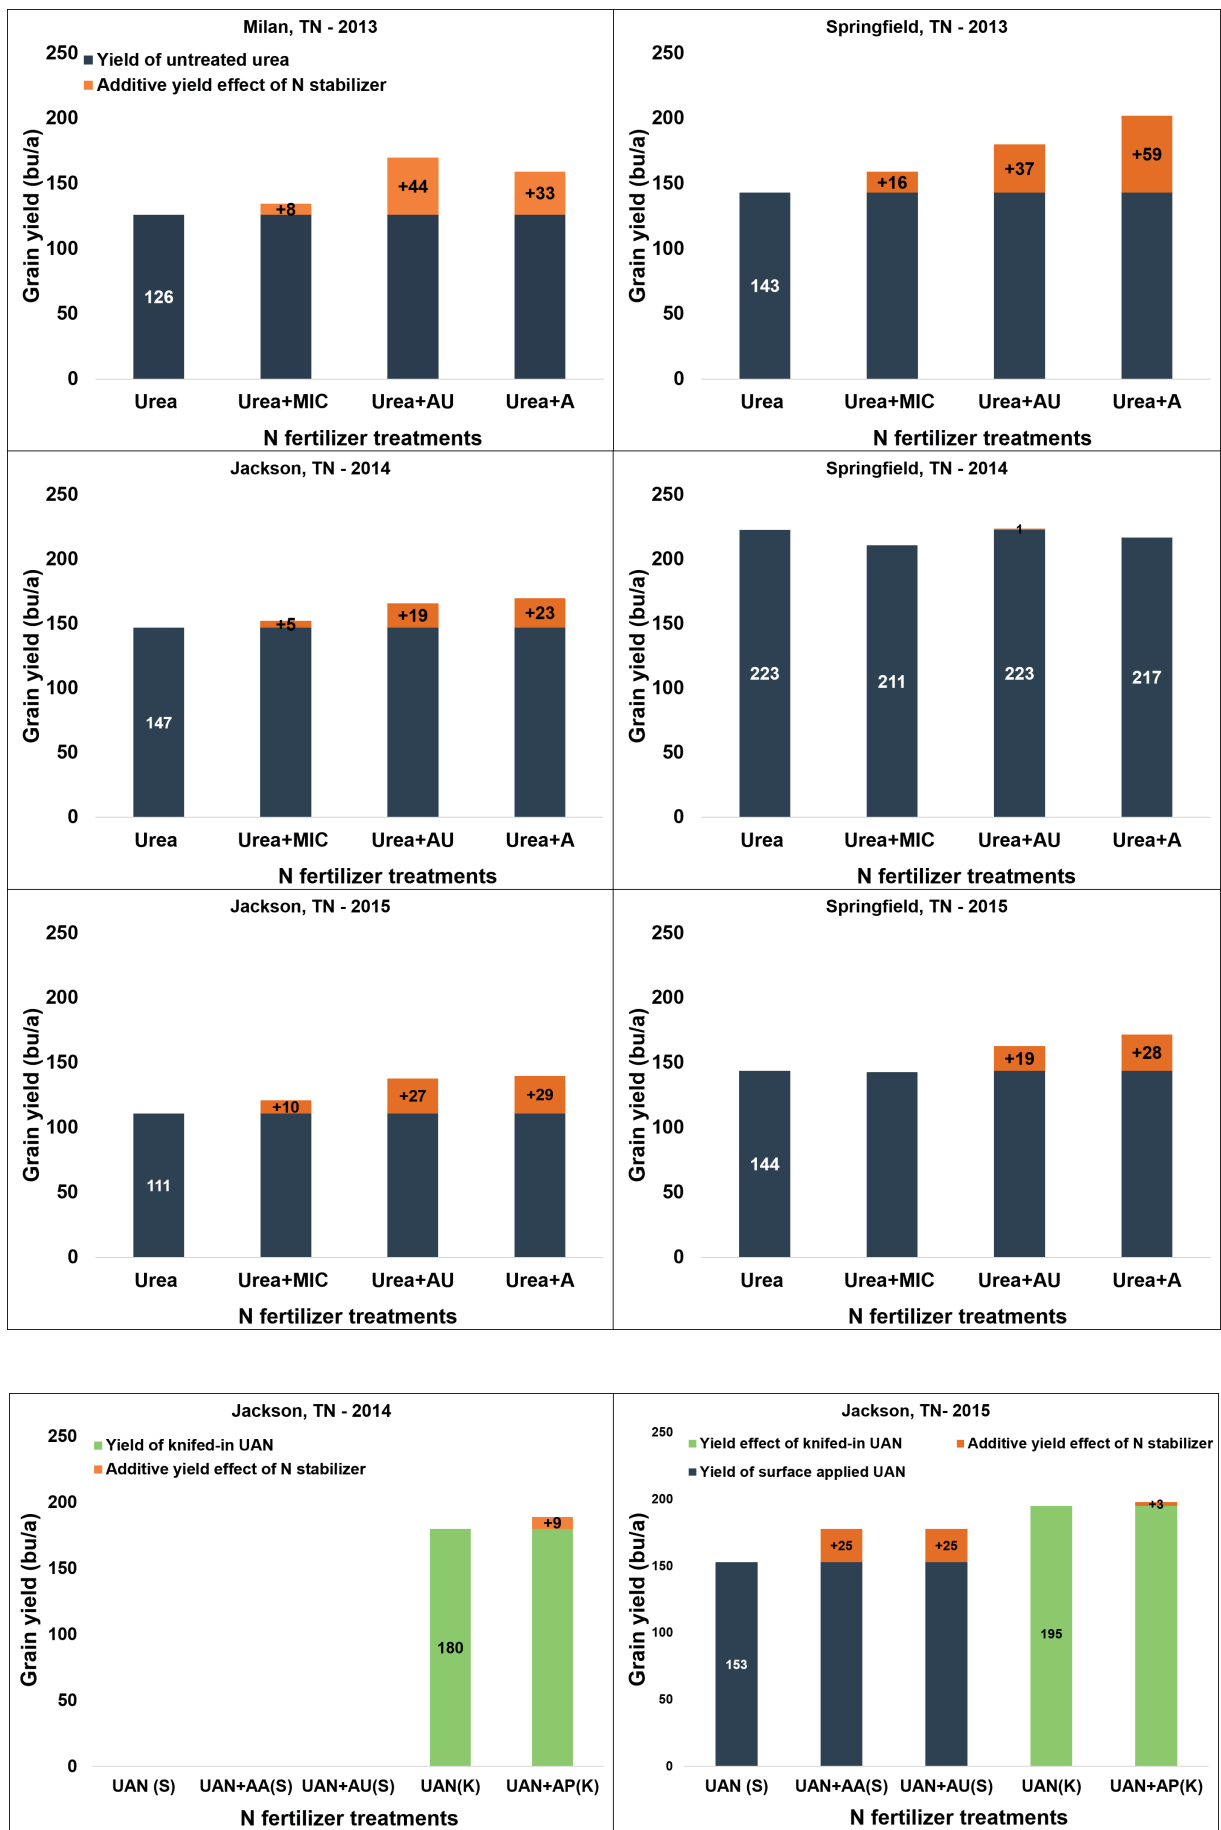 Milan, TN - 2013
250
200
150
100
50
0
Grain yield (bu/a)
Yield of untreated urea
Additive yield effect of N stabilizer
126
+8
+44
+33
Urea Urea+MIC Urea+AU Urea+A
N fertilizer treatments
Springfield, TN - 2013
250
200
150
100
50
0
Grain yield (bu/a)
143
+16
+37
+59
Urea Urea+MIC Urea+AU Urea+A
N fertilizer treatments
Jackson, TN - 2014
250
200
150
100
50
0
Grain yield (bu/a)
147
+5
+19
+23
Urea Urea+MIC Urea+AU Urea+A
N fertilizer treatments
Springfield, TN - 2014
250
200
150
100
50
0
Grain yield (bu/a)
223
211
1
223
217
Urea Urea+MIC Urea+AU Urea+A
N fertilizer treatments
Jackson, TN - 2015
250
200
150
100
50
0
Grain yield (bu/a)
111
+10
+27
+29
Urea Urea+MIC Urea+AU Urea+A
N fertilizer treatments
Springfield, TN - 2015
250
200
150
100
50
0
Grain yield (bu/a)
144
+19
+28
Urea Urea+MIC Urea+AU Urea+A
N fertilizer treatments
Jackson, TN - 2014
250
200
150
100
50
0
Grain yield (bu/a)
Yield of knifed-in UAN
Additive yield effect of N stabilizer
180
+9
UAN (S) UAN+AA(S) UAN+AU(S) UAN(K) UAN+AP(K)
N fertilizer treatments
Jackson, TN- 2015
250
200
150
100
50
0
Grain yield (bu/a)
Yield effect of knifed-in UAN Additive yield effect of N stabilizer
Yield of surface applied UAN
153
+25
+25
195
+3
UAN (S) UAN+AA(S) UAN+AU(S) UAN(K) UAN+AP(K)
N fertilizer treatments